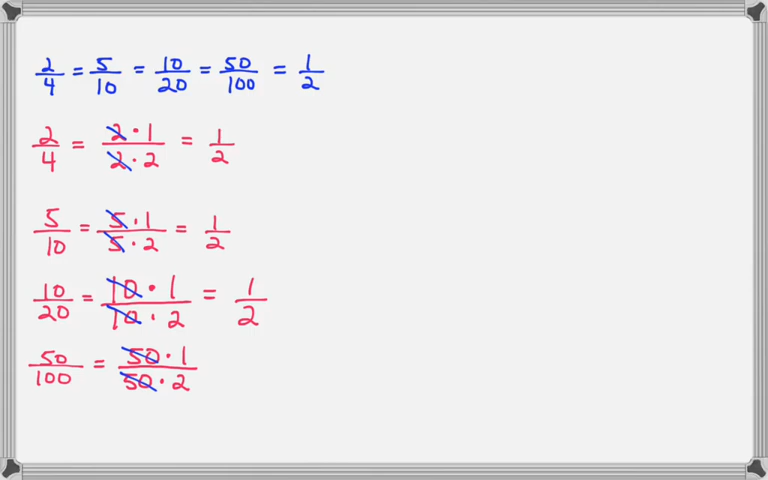 2/4 = 5/10 = 10/20 = 50/100 = 1/2
2/4 = 2·1/2·2 = 1/2
5/10 = 5·1/5·2 = 1/2
10/20 = 10·1/10·2 = 1/2
50/100 = 50·1/50·2